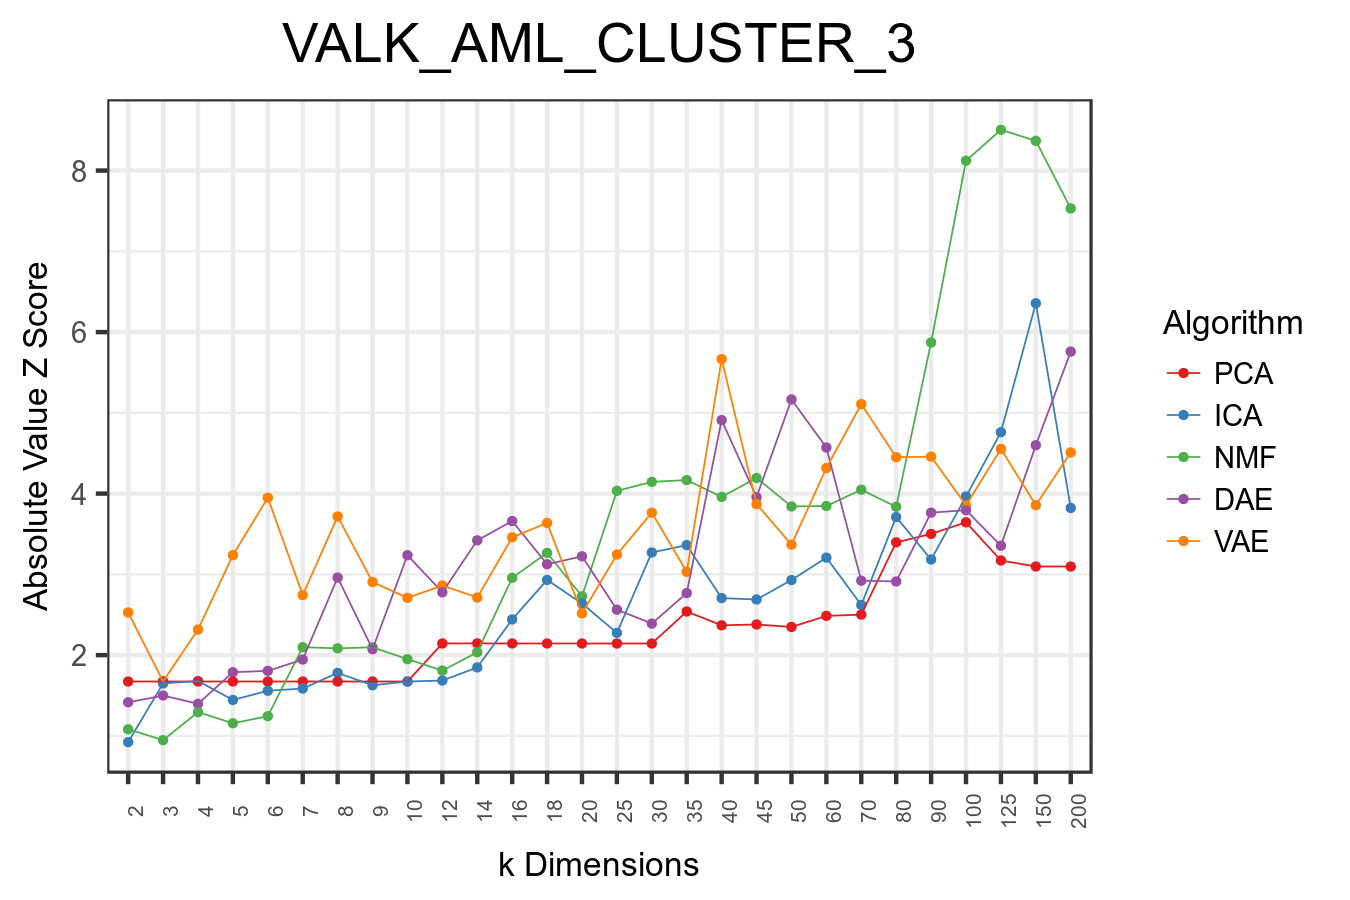 VALK_AML_CLUSTER_3
Absolute Value Z Score
8
6
4
2
2 3 4 5 6 7 8 9 10 12 14 16 18 20 25 30 35 40 45 50 60 70 80 90 100 125 150 200
k Dimensions
Algorithm
PCA
ICA
NMF
DAE
VAE